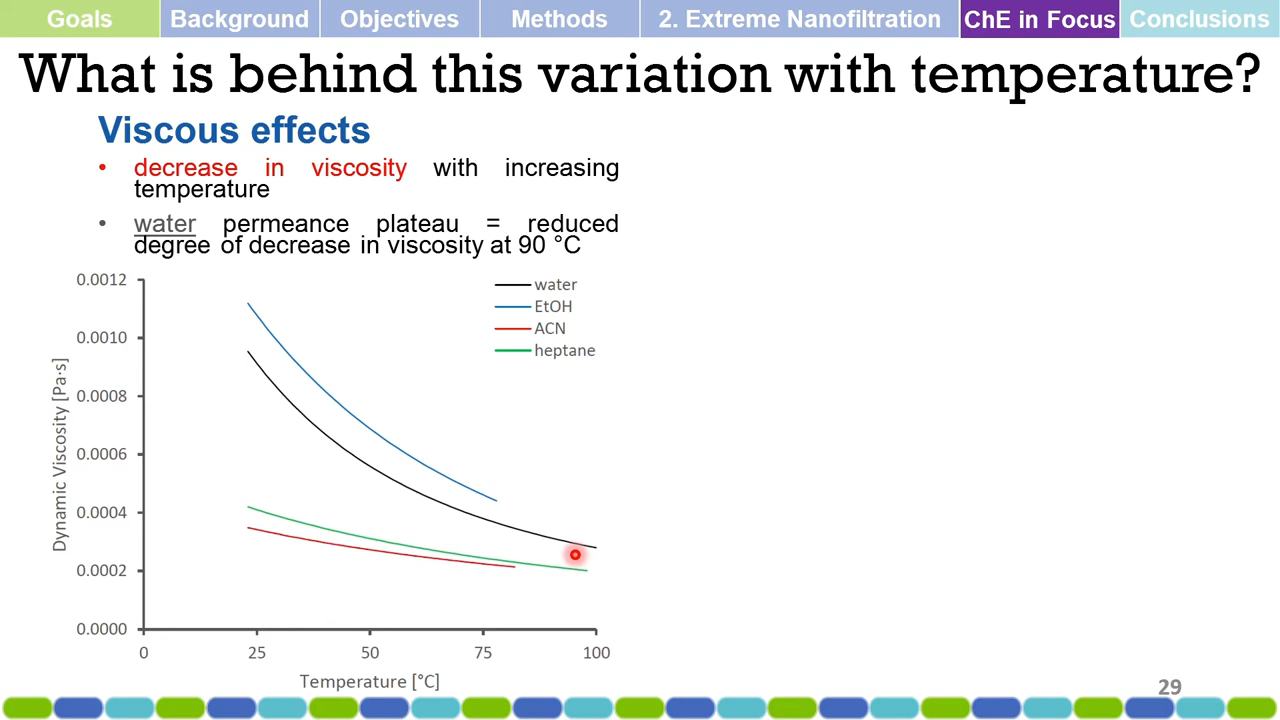 Goals Background Objectives Methods 2. Extreme Nanofiltration ChE in Focus Conclusions
What is behind this variation with temperature?
Viscous effects
• decrease in viscosity with increasing
temperature
• water permeance plateau = reduced
degree of decrease in viscosity at 90 °C
water
EtOH
ACN
heptane
0.0012
0.0010
0.0008
0.0006
0.0004
0.0002
0.0000
Dynamic Viscosity [Pa·s]
0 25 50 75 100
Temperature [°C]
29